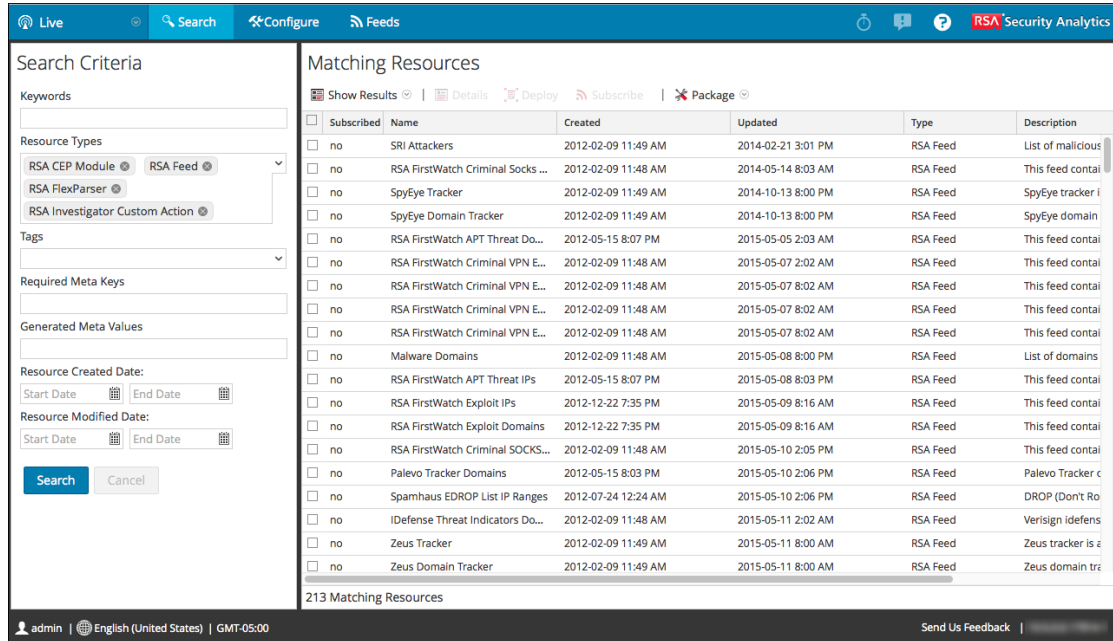 Live Search Configure Feeds RSA Security Analytics
Search Criteria
Keywords
Resource Types
RSA CEP Module RSA Feed
RSA FlexParser
RSA Investigator Custom Action
Tags
Required Meta Keys
Generated Meta Values
Resource Created Date:
Start Date End Date
Resource Modified Date:
Start Date End Date
Search Cancel
Matching Resources
Show Results | Details Deploy Subscribe | Package
Subscribed Name Created Updated Type Description
no SRI Attackers 2012-02-09 11:49 AM 2014-02-21 3:01 PM RSA Feed List of malicious
no RSA FirstWatch Criminal Socks ... 2012-02-09 11:48 AM 2014-05-14 8:03 AM RSA Feed This feed contai
no SpyEye Tracker 2012-02-09 11:49 AM 2014-10-13 8:00 PM RSA Feed SpyEye tracker i
no SpyEye Domain Tracker 2012-02-09 11:49 AM 2014-10-13 8:00 PM RSA Feed SpyEye domain
no RSA FirstWatch APT Threat Do... 2012-05-15 8:07 PM 2015-05-05 2:03 AM RSA Feed This feed contai
no RSA FirstWatch Criminal VPN E... 2012-02-09 11:48 AM 2015-05-07 2:02 AM RSA Feed This feed contai
no RSA FirstWatch Criminal VPN E... 2012-02-09 11:48 AM 2015-05-07 8:02 AM RSA Feed This feed contai
no RSA FirstWatch Criminal VPN E... 2012-02-09 11:48 AM 2015-05-07 8:02 AM RSA Feed This feed contai
no RSA FirstWatch Criminal VPN E... 2012-02-09 11:48 AM 2015-05-07 8:02 AM RSA Feed This feed contai
no Malware Domains 2012-02-09 11:48 AM 2015-05-08 8:00 PM RSA Feed List of domains
no RSA FirstWatch APT Threat IPs 2012-05-15 8:07 PM 2015-05-08 8:03 PM RSA Feed This feed contai
no RSA FirstWatch Exploit IPs 2012-12-22 7:35 PM 2015-05-09 8:16 AM RSA Feed This feed contai
no RSA FirstWatch Exploit Domains 2012-12-22 7:35 PM 2015-05-09 8:16 AM RSA Feed This feed contai
no RSA FirstWatch Criminal SOCKS... 2012-02-09 11:48 AM 2015-05-10 2:05 PM RSA Feed This feed contai
no Palevo Tracker Domains 2012-05-15 8:03 PM 2015-05-10 2:06 PM RSA Feed Palevo Tracker
no Spamhaus EDROP List IP Ranges 2012-07-24 12:24 AM 2015-05-10 2:06 PM RSA Feed DROP (Don't Ro
no IDefense Threat Indicators Do... 2012-02-09 11:48 AM 2015-05-11 2:02 AM RSA Feed Verisign idefens
no Zeus Tracker 2012-02-09 11:49 AM 2015-05-11 8:00 AM RSA Feed Zeus tracker is a
no Zeus Domain Tracker 2012-02-09 11:49 AM 2015-05-11 8:00 AM RSA Feed Zeus domain tra
213 Matching Resources
admin | English (United States) | GMT-05:00 Send Us Feedback |